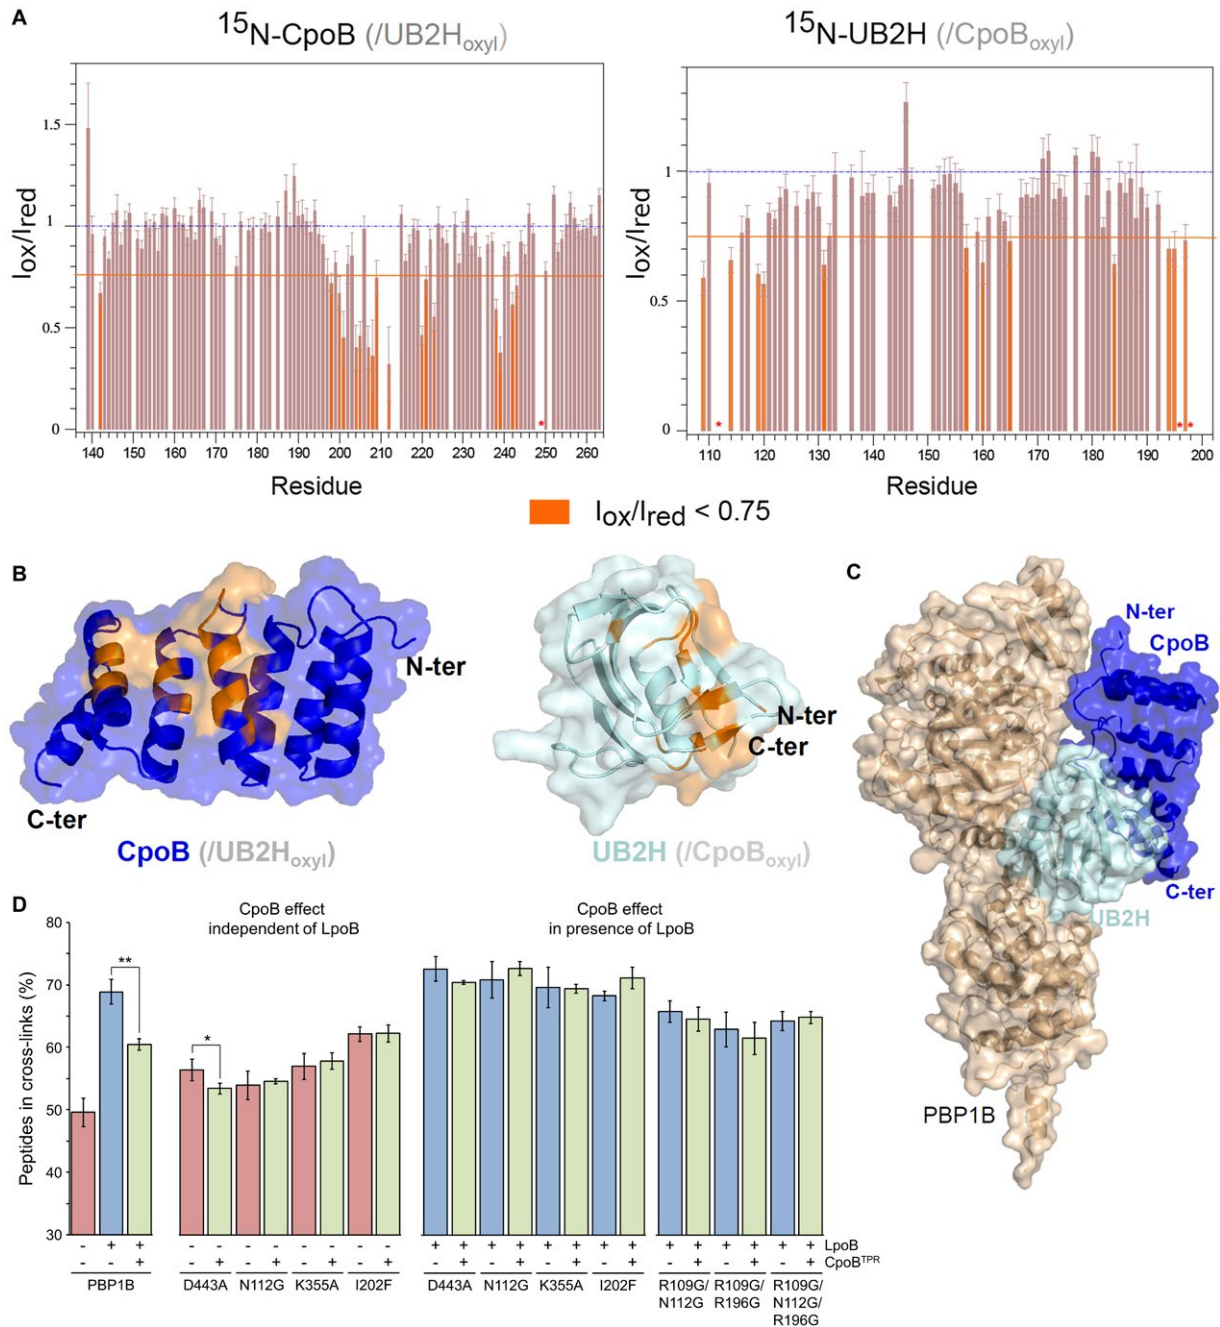 A
15N-CpoB (/UB2Hoxyl)
15N-UB2H (/CpoBoxyl)
Iox/Ired
1.5
1
0.5
0
140 150 160 170 180 190 200 210 220 230 240 250 260
*
Residue
Iox/Ired
1
0.5
0
110 120 130 140 150 160 170 180 190 200
* * *
Residue
Iox/Ired < 0.75
B
N-ter
C-ter
CpoB (/UB2Hoxyl)
N-ter
C-ter
UB2H (/CpoBoxyl)
C
N-ter
CpoB
C-ter
UB2H
PBP1B
D
CpoB effect
independent of LpoB
CpoB effect
in presence of LpoB
Peptides in cross-links (%)
80
70
60
50
40
30
**
*
- + + - - - - - - - - + + + + + + + + + + + + + + LpoB
- - + - + - + - + - + - + - + - + - + - + - + - + CpoBTPR
PBP1B D443A N112G K355A I202F D443A N112G K355A I202F R109G/ R109G/ R109G/
N112G R196G N112G/
R196G